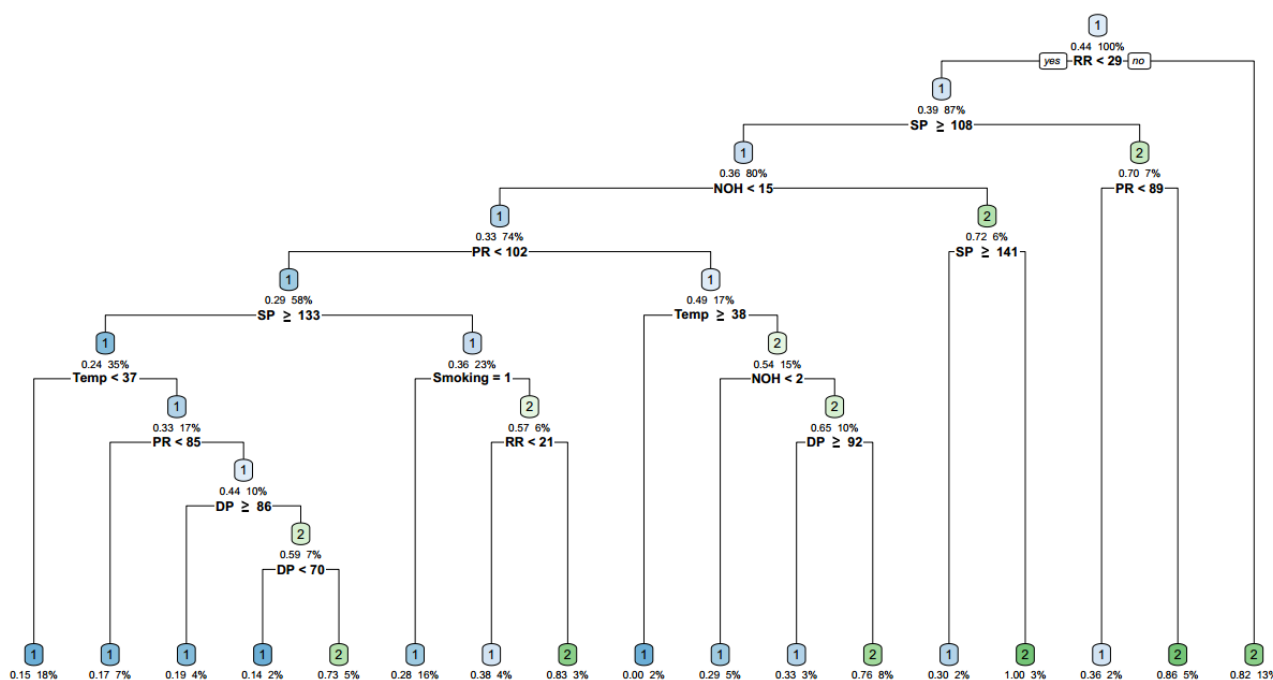 1
0.44 100%
yes RR < 29 no
1
0.39 87%
SP ≥ 108
1 2
0.36 80% 0.70 7%
NOH < 15 PR < 89
1 2
0.33 74% 0.72 6%
PR < 102 SP ≥ 141
1 1
0.29 58% 0.49 17%
SP ≥ 133 Temp ≥ 38
1 1 2
0.24 35% 0.36 23% 0.54 15%
Temp < 37 Smoking = 1 NOH < 2
1 2 2
0.33 17% 0.57 6% 0.65 10%
PR < 85 RR < 21 DP ≥ 92
1
0.44 10%
DP ≥ 86
2
0.59 7%
DP < 70
1 1 1 1 2 1 1 2 1 1 1 2 1 2 1 2 2
0.15 18% 0.17 7% 0.19 4% 0.14 2% 0.73 5% 0.28 16% 0.38 4% 0.83 3% 0.00 2% 0.29 5% 0.33 3% 0.76 8% 0.30 2% 1.00 3% 0.36 2% 0.86 5% 0.82 13%